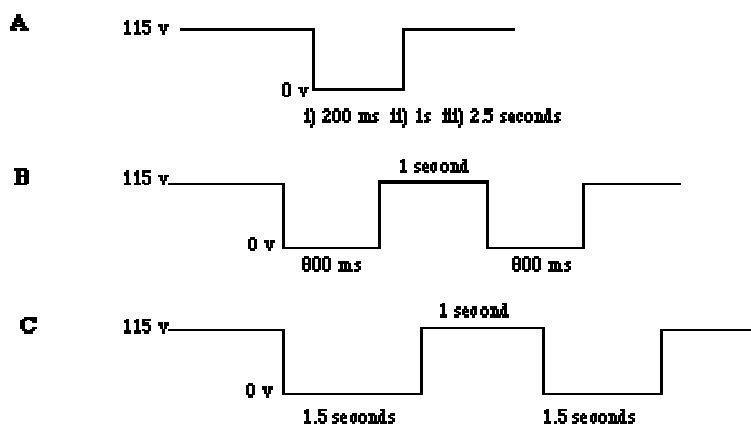 A
115 v
0 v
i) 200 ms ii) 1s iii) 2.5 seconds
B
115 v
1 second
0 v
800 ms
800 ms
C
115 v
1 second
0 v
1.5 seconds
1.5 seconds